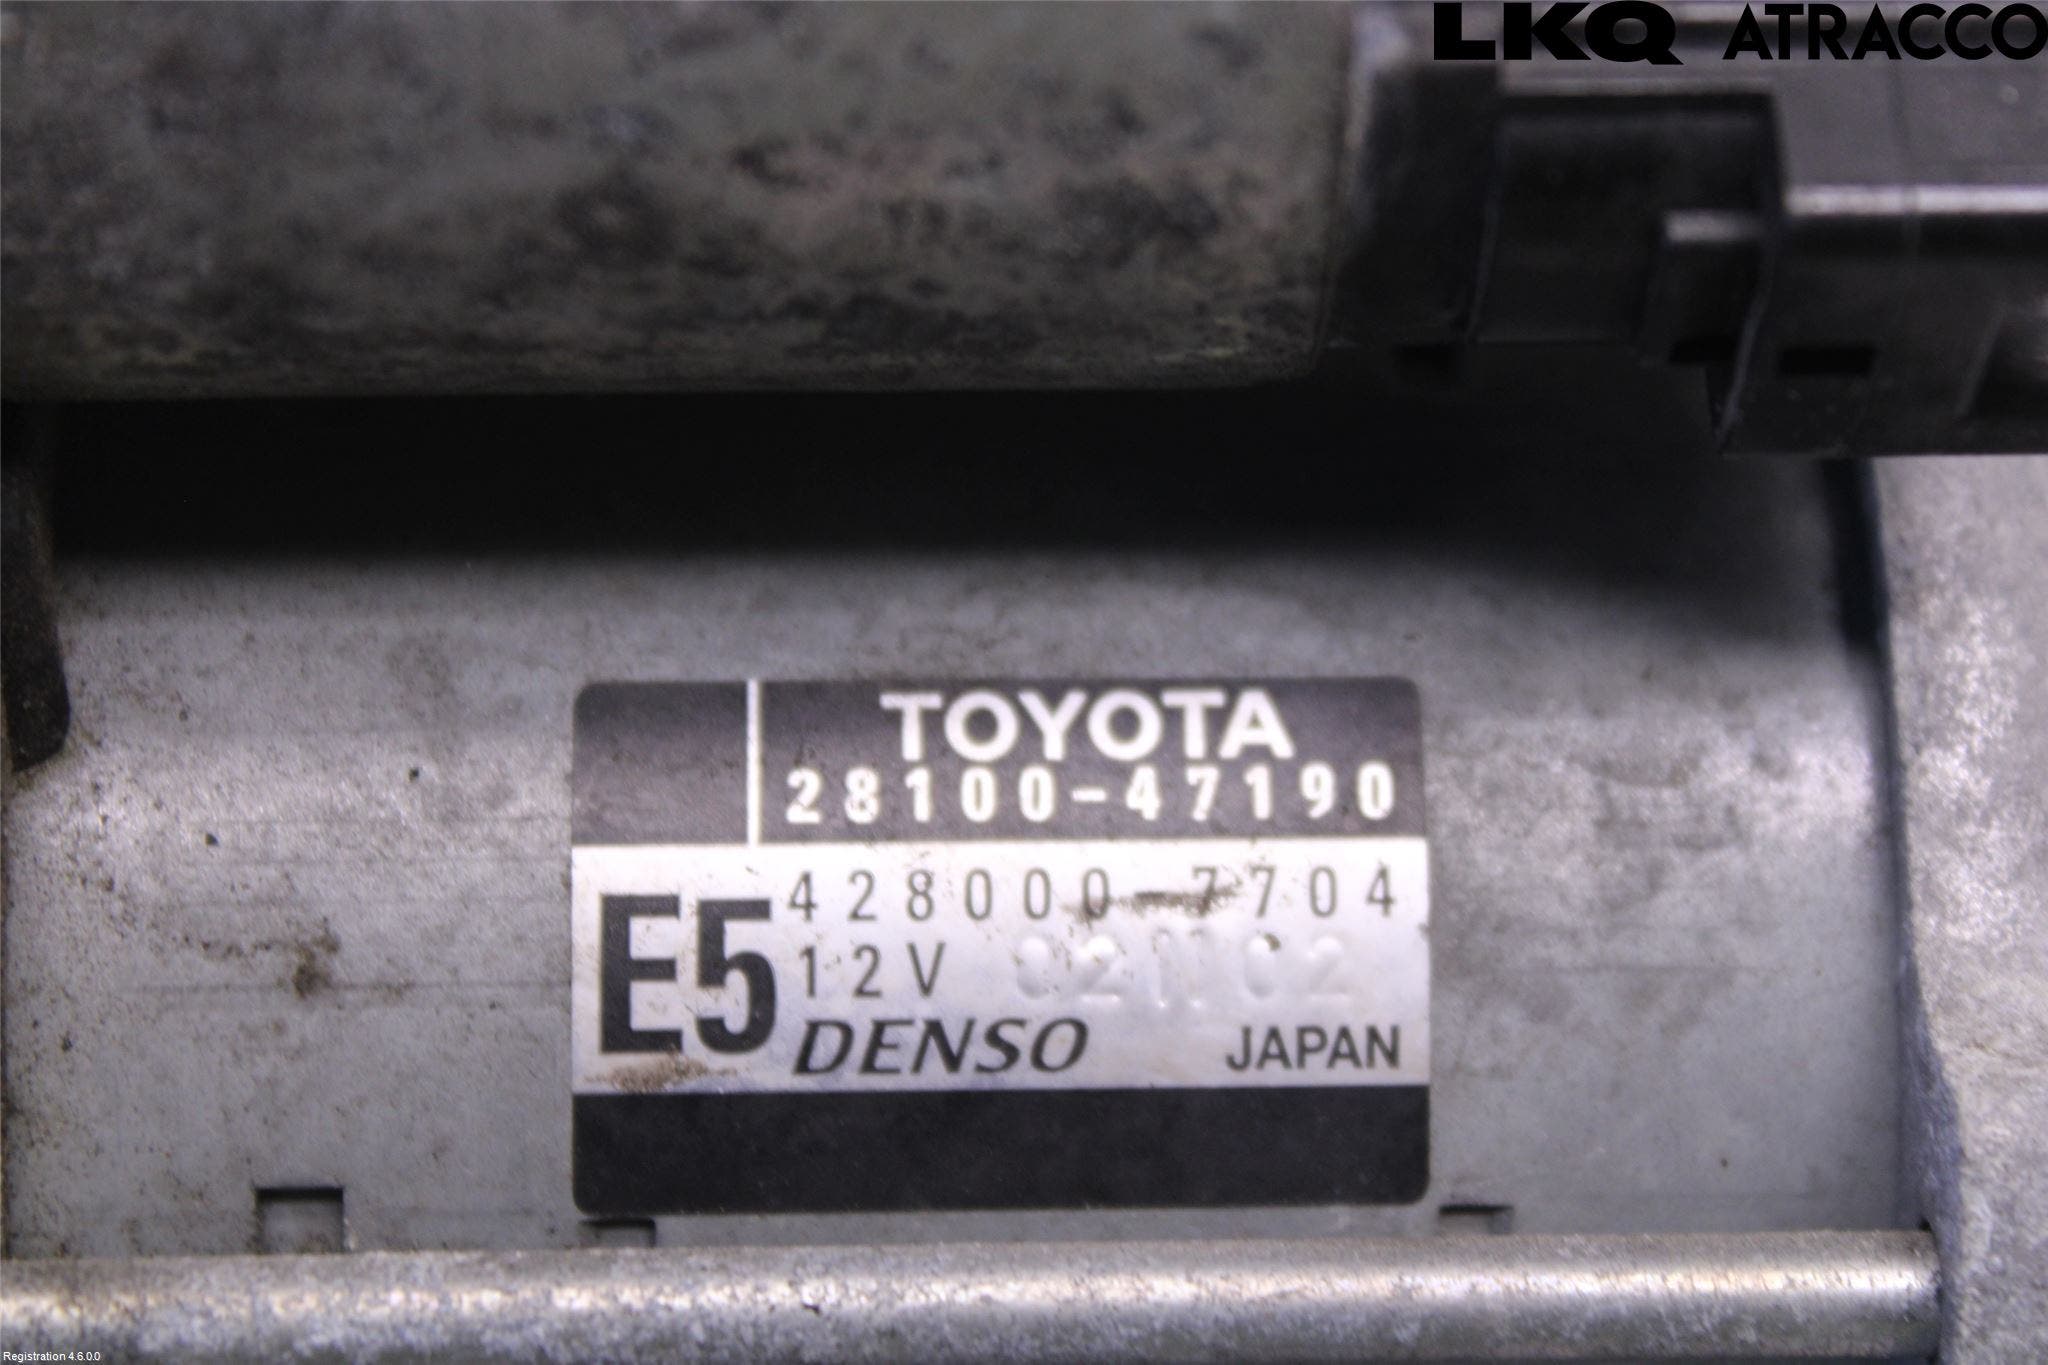 LKQ ATRACCO
TOYOTA
28100-47190
E5
428000-7704
12V
DENSO JAPAN
Registration 4.6.0.0